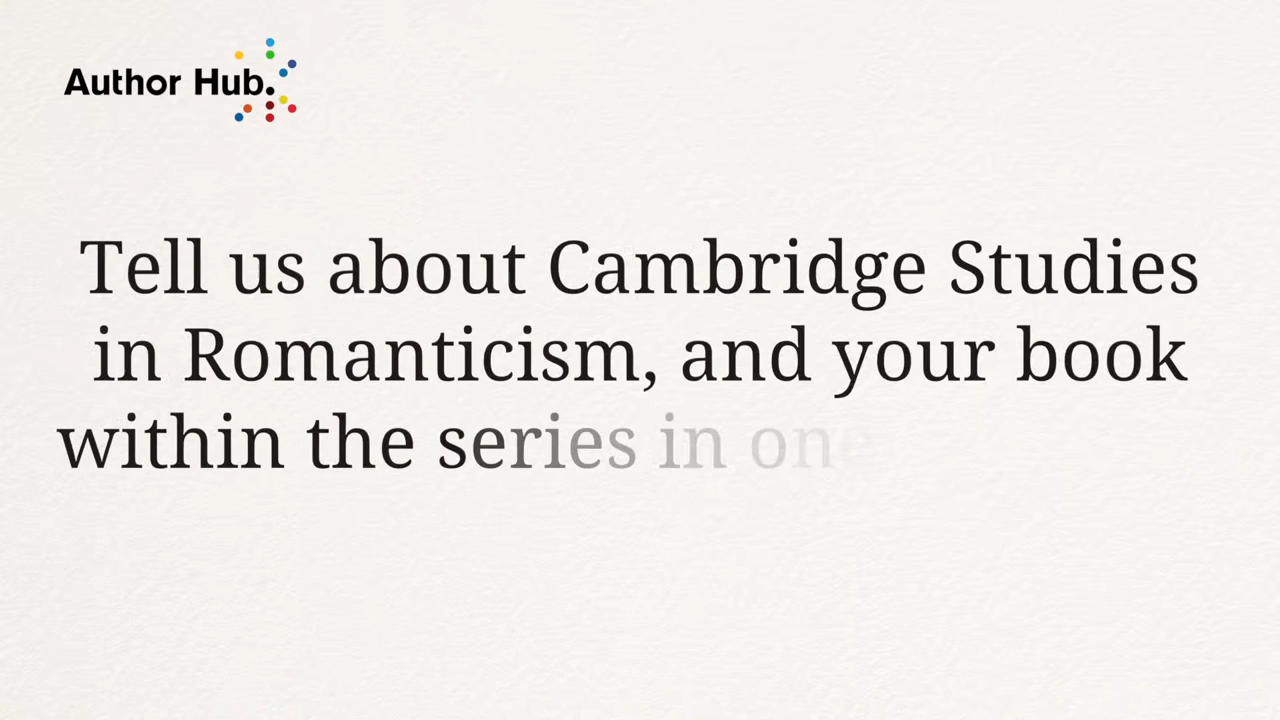 Author Hub.
Tell us about Cambridge Studies
in Romanticism, and your book
within the series in one